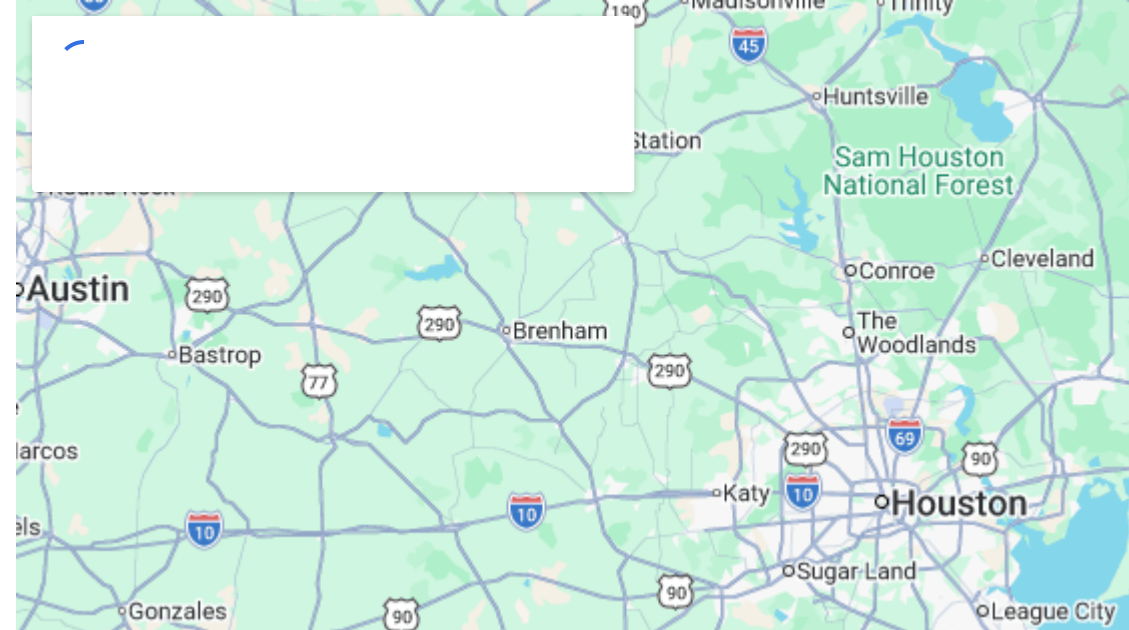 190
Madisonville
Trinity
45
Huntsville
Station
Sam Houston
National Forest
Round Rock
Austin
290
Conroe
Cleveland
290
Brenham
The
Woodlands
Bastrop
77
290
69
290
90
arcos
Katy
10
Houston
els
10
10
Sugar Land
90
Gonzales
90
League City